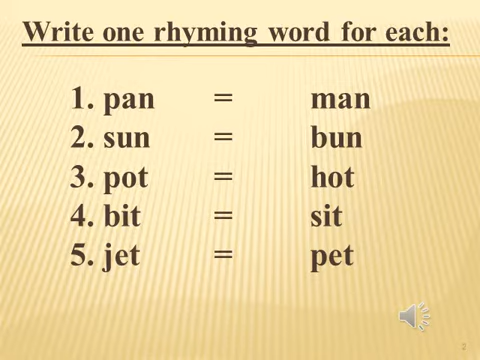 Write one rhyming word for each:
1. pan = man
2. sun = bun
3. pot = hot
4. bit = sit
5. jet = pet
2